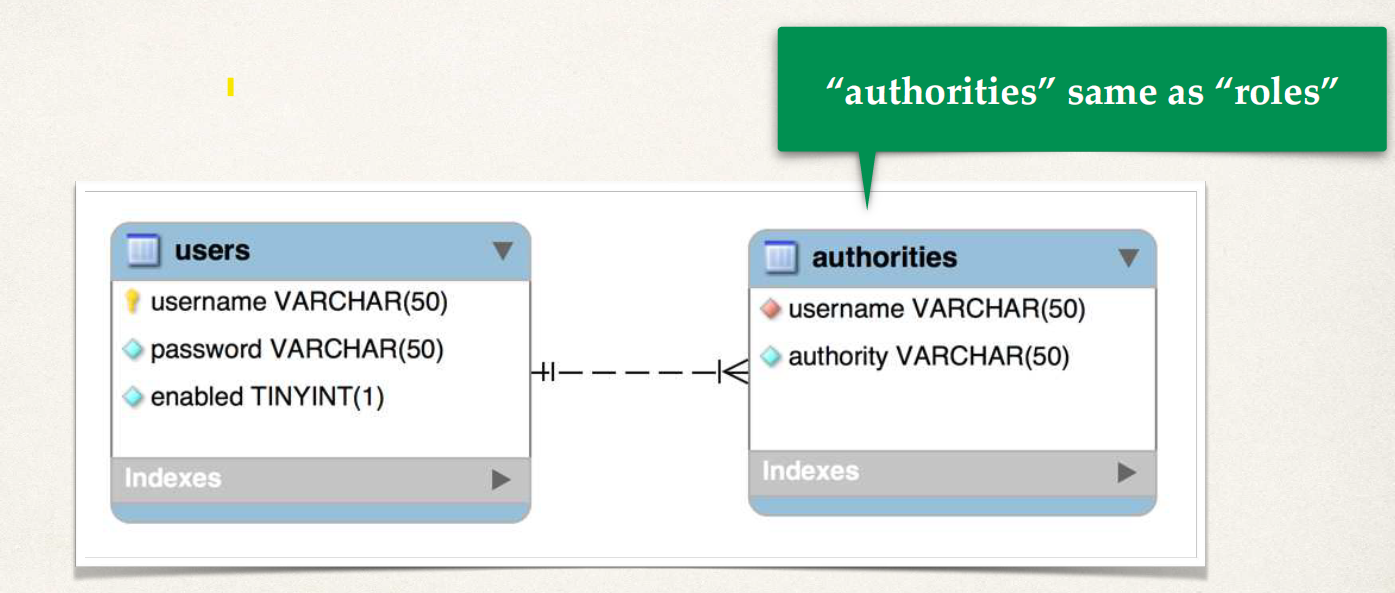 “authorities” same as “roles”
users
username VARCHAR(50)
password VARCHAR(50)
enabled TINYINT(1)
Indexes
authorities
username VARCHAR(50)
authority VARCHAR(50)
Indexes